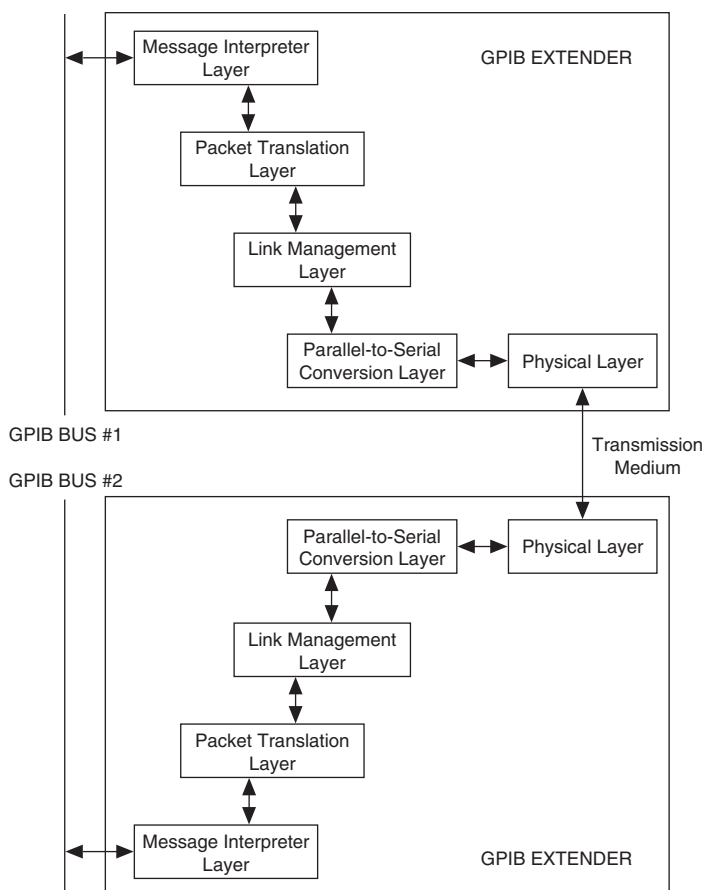 Message Interpreter
Layer
GPIB EXTENDER
Packet Translation
Layer
Link Management
Layer
Parallel-to-Serial
Conversion Layer
Physical Layer
GPIB BUS #1
Transmission
Medium
GPIB BUS #2
Parallel-to-Serial
Conversion Layer
Physical Layer
Link Management
Layer
Packet Translation
Layer
Message Interpreter
Layer
GPIB EXTENDER